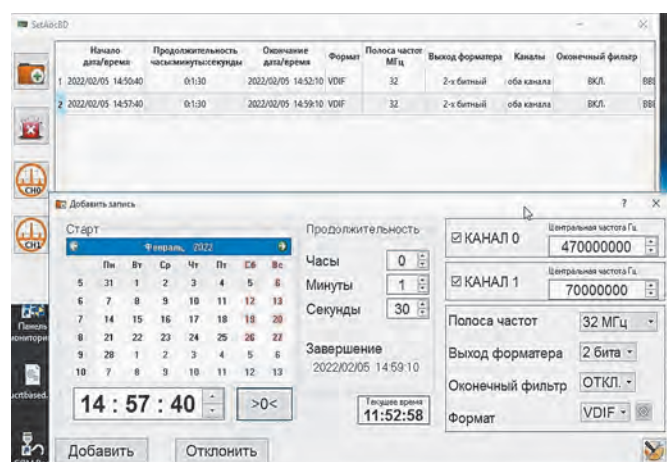 SetAncBD
Начало дата/время Продолжительность часы:минуты:секунды Окончание дата/время Формат Полоса частот МГц Выход форматера Каналы Оконечный фильтр
1 2022/02/05 14:50:40 0:1:30 2022/02/05 14:52:10 VDIF 32 2-х битный оба канала ВКЛ.
2 2022/02/05 14:57:40 0:1:30 2022/02/05 14:59:10 VDIF 32 2-х битный оба канала ВКЛ.
CH0
CH1
Добавить запись ? ×
Старт
Февраль, 2022
Пн Вт Ср Чт Пт Сб Вс
5 31 1 2 3 4 5 6
6 7 8 9 10 11 12 13
7 14 15 16 17 18 19 20
8 21 22 23 24 25 26 27
9 28 1 2 3 4 5 6
10 7 8 9 10 11 12 13
14 : 57 : 40 >0<
Добавить Отклонить
Продолжительность
Часы 0
Минуты 1
Секунды 30
Завершение
2022/02/05 14:59:10
Текущее время
11:52:58
КАНАЛ 0
Центральная частота Гц
470000000
КАНАЛ 1
Центральная частота Гц
70000000
Полоса частот 32 МГц
Выход форматера 2 бита
Оконечный фильтр ОТКЛ.
Формат VDIF
Панель